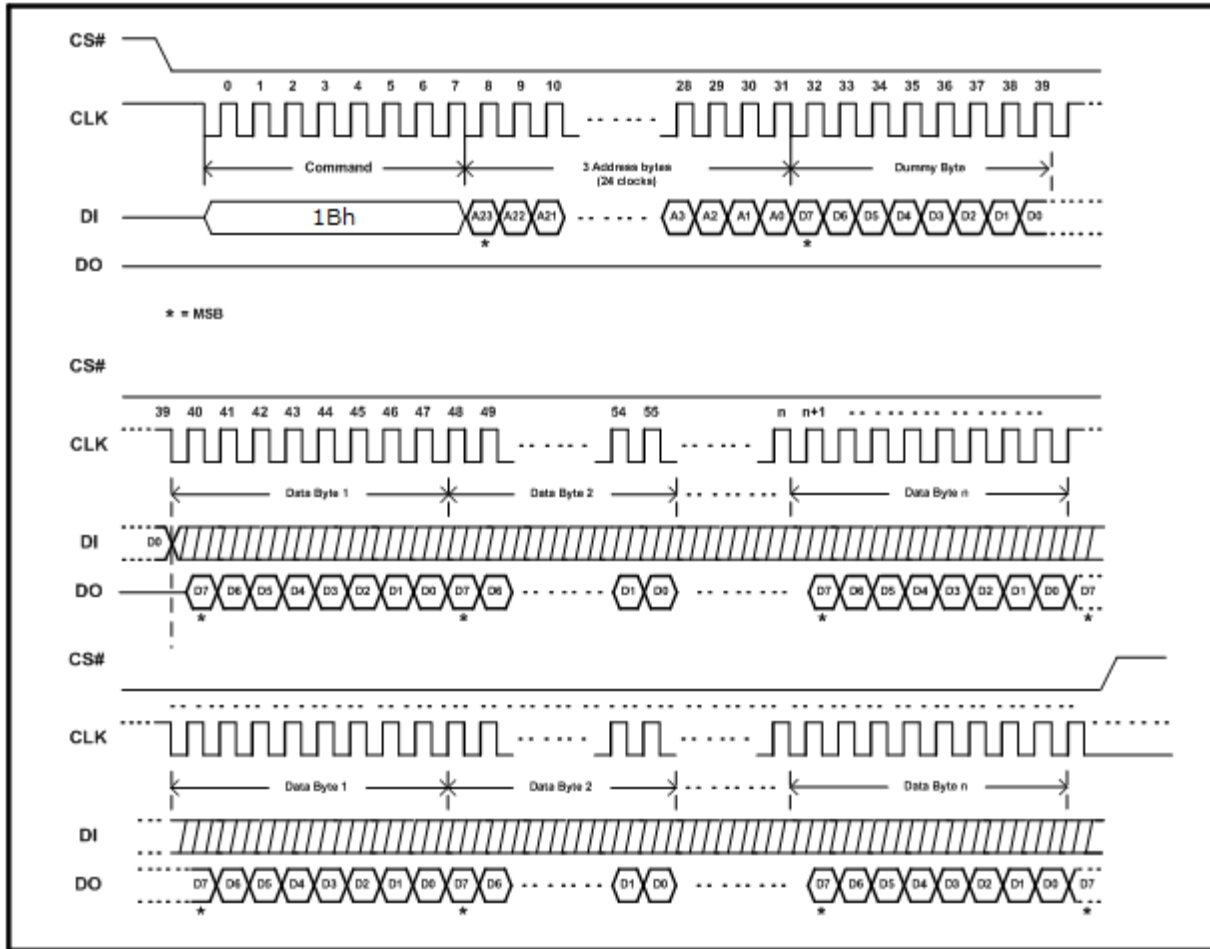 CS#
0 1 2 3 4 5 6 7 8 9 10 28 29 30 31 32 33 34 35 36 37 38 39
CLK
Command 3 Address bytes Dummy Byte
(24 clocks)
DI 1Bh A23 A22 A21 A3 A2 A1 A0 D7 D6 D5 D4 D3 D2 D1 D0
* *
DO
* = MSB
CS#
39 40 41 42 43 44 45 46 47 48 49 54 55 n n+1
CLK
Data Byte 1 Data Byte 2 Data Byte n
DI D0
DO D7 D6 D5 D4 D3 D2 D1 D0 D7 D6 D1 D0 D7 D6 D5 D4 D3 D2 D1 D0 D7
* * * *
CS#
CLK
Data Byte 1 Data Byte 2 Data Byte n
DI
DO D7 D6 D5 D4 D3 D2 D1 D0 D7 D6 D1 D0 D7 D6 D5 D4 D3 D2 D1 D0 D7
* * * *